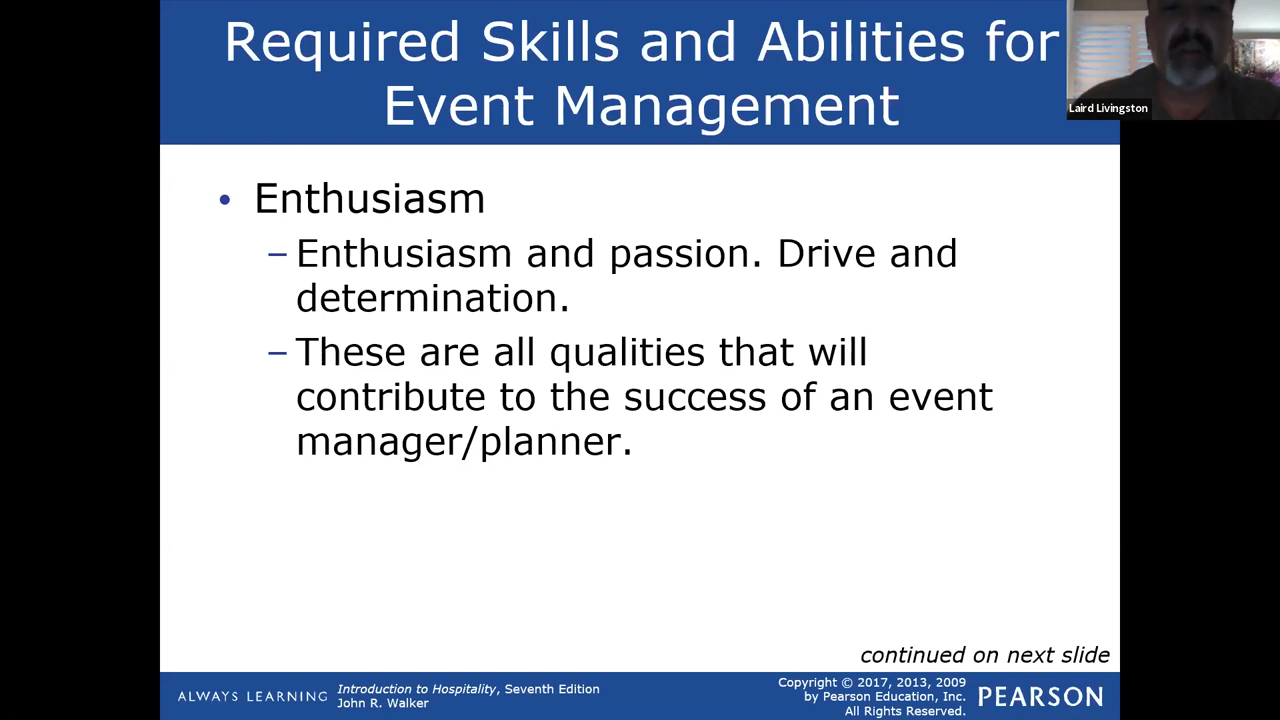 Required Skills and Abilities for
Event Management
Laird Livingston
• Enthusiasm
– Enthusiasm and passion. Drive and
determination.
– These are all qualities that will
contribute to the success of an event
manager/planner.
continued on next slide
ALWAYS LEARNING
Introduction to Hospitality, Seventh Edition
John R. Walker
Copyright © 2017, 2013, 2009
by Pearson Education, Inc.
All Rights Reserved.
PEARSON